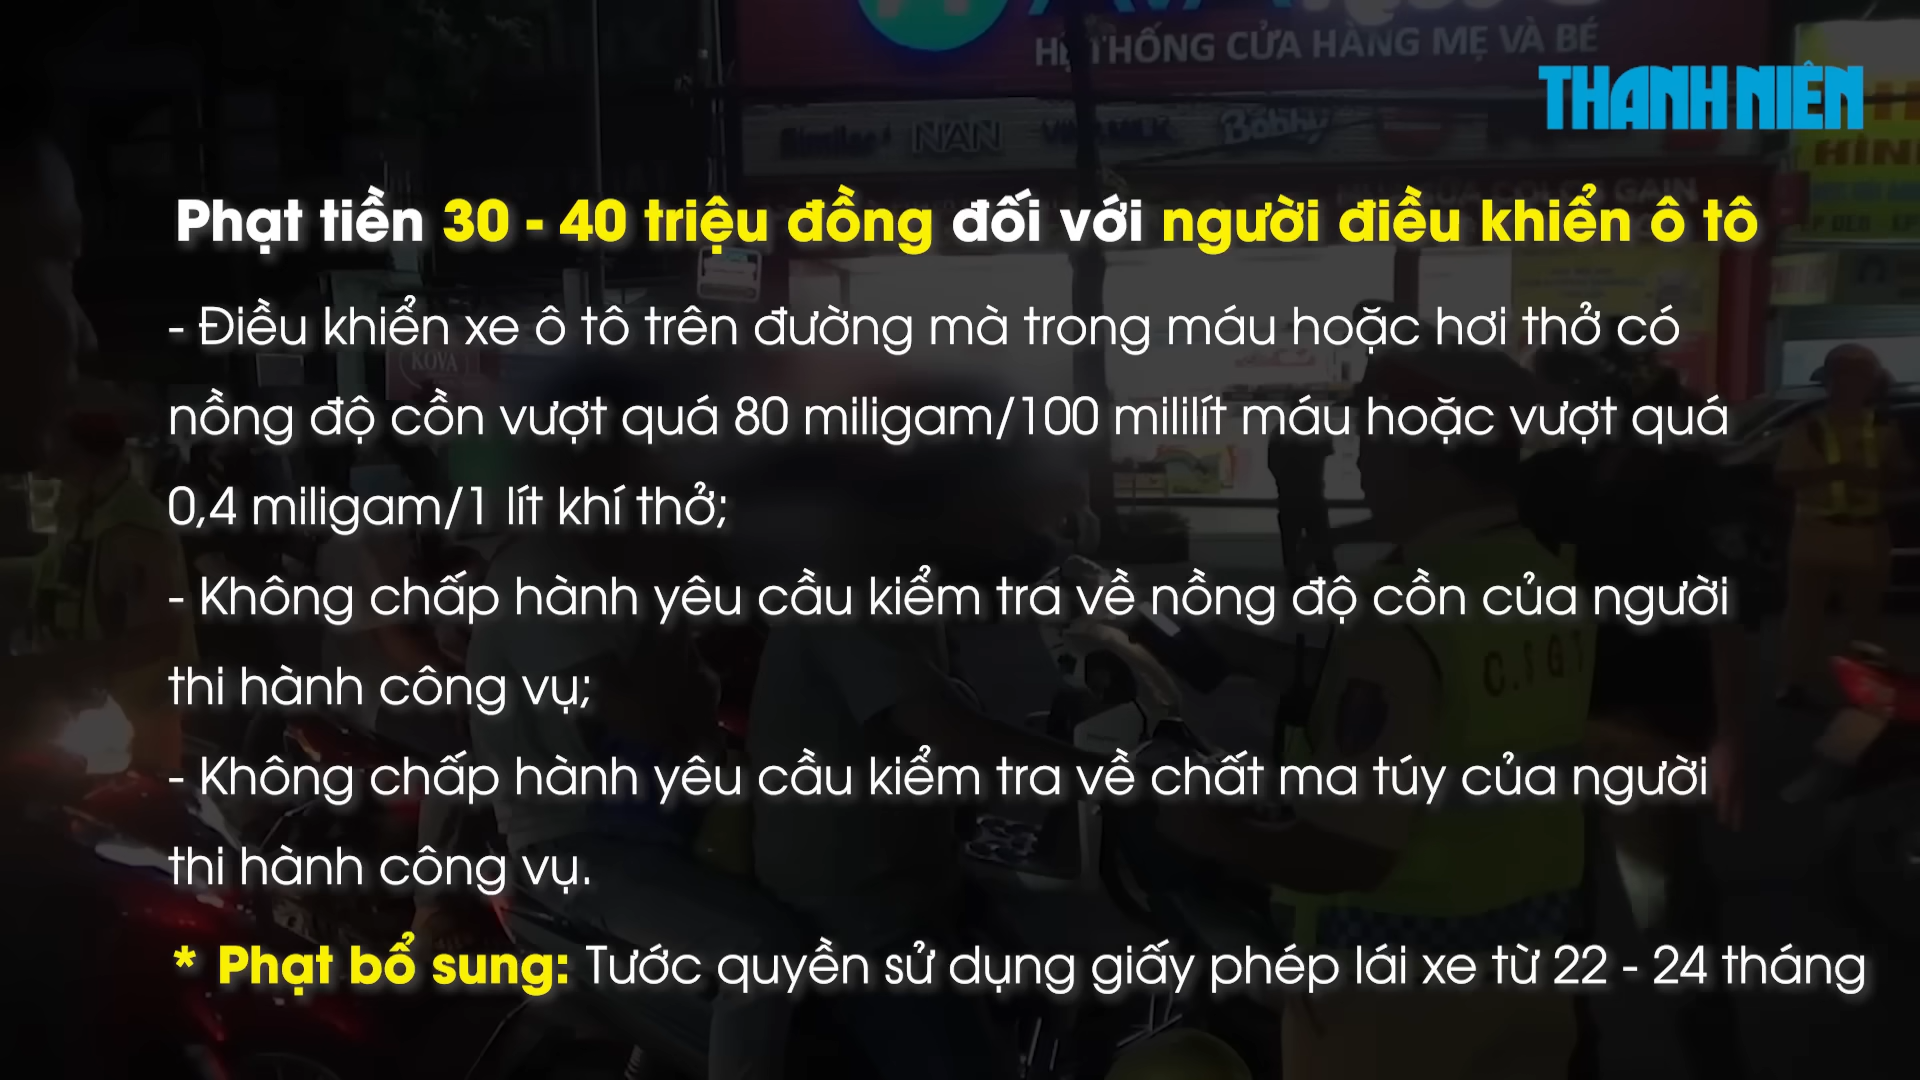 HỆ THỐNG CỬA HÀNG MẸ VÀ BÉ
THANH NIÊN
NAN
Bobby
Phạt tiền 30 - 40 triệu đồng đối với người điều khiển ô tô
- Điều khiển xe ô tô trên đường mà trong máu hoặc hơi thở có
nồng độ cồn vượt quá 80 miligam/100 mililít máu hoặc vượt quá
0,4 miligam/1 lít khí thở;
KOVA
- Không chấp hành yêu cầu kiểm tra về nồng độ cồn của người
thi hành công vụ;
- Không chấp hành yêu cầu kiểm tra về chất ma túy của người
thi hành công vụ.
* Phạt bổ sung: Tước quyền sử dụng giấy phép lái xe từ 22 - 24 tháng